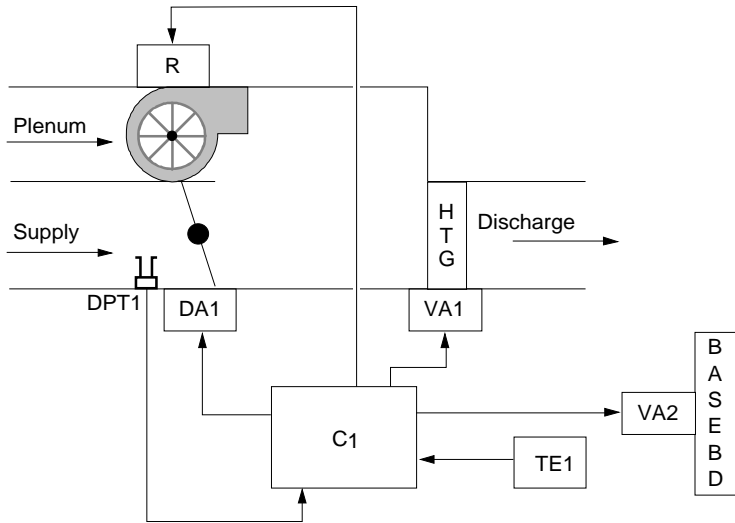 R
Plenum
Supply
H
T
G
Discharge
DPT1
DA1
VA1
B
A
S
E
B
D
VA2
C1
TE1